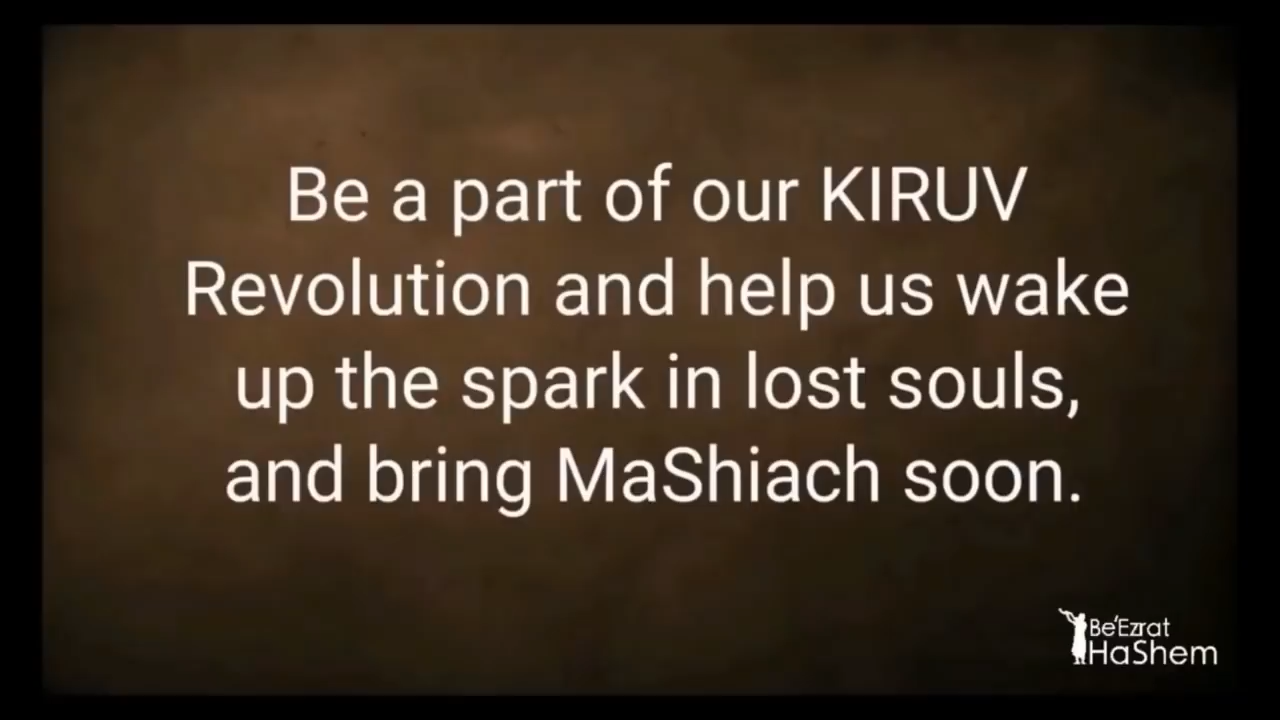 Be a part of our KIRUV
Revolution and help us wake
up the spark in lost souls,
and bring MaShiach soon.
Be'Ezrat
HaShem